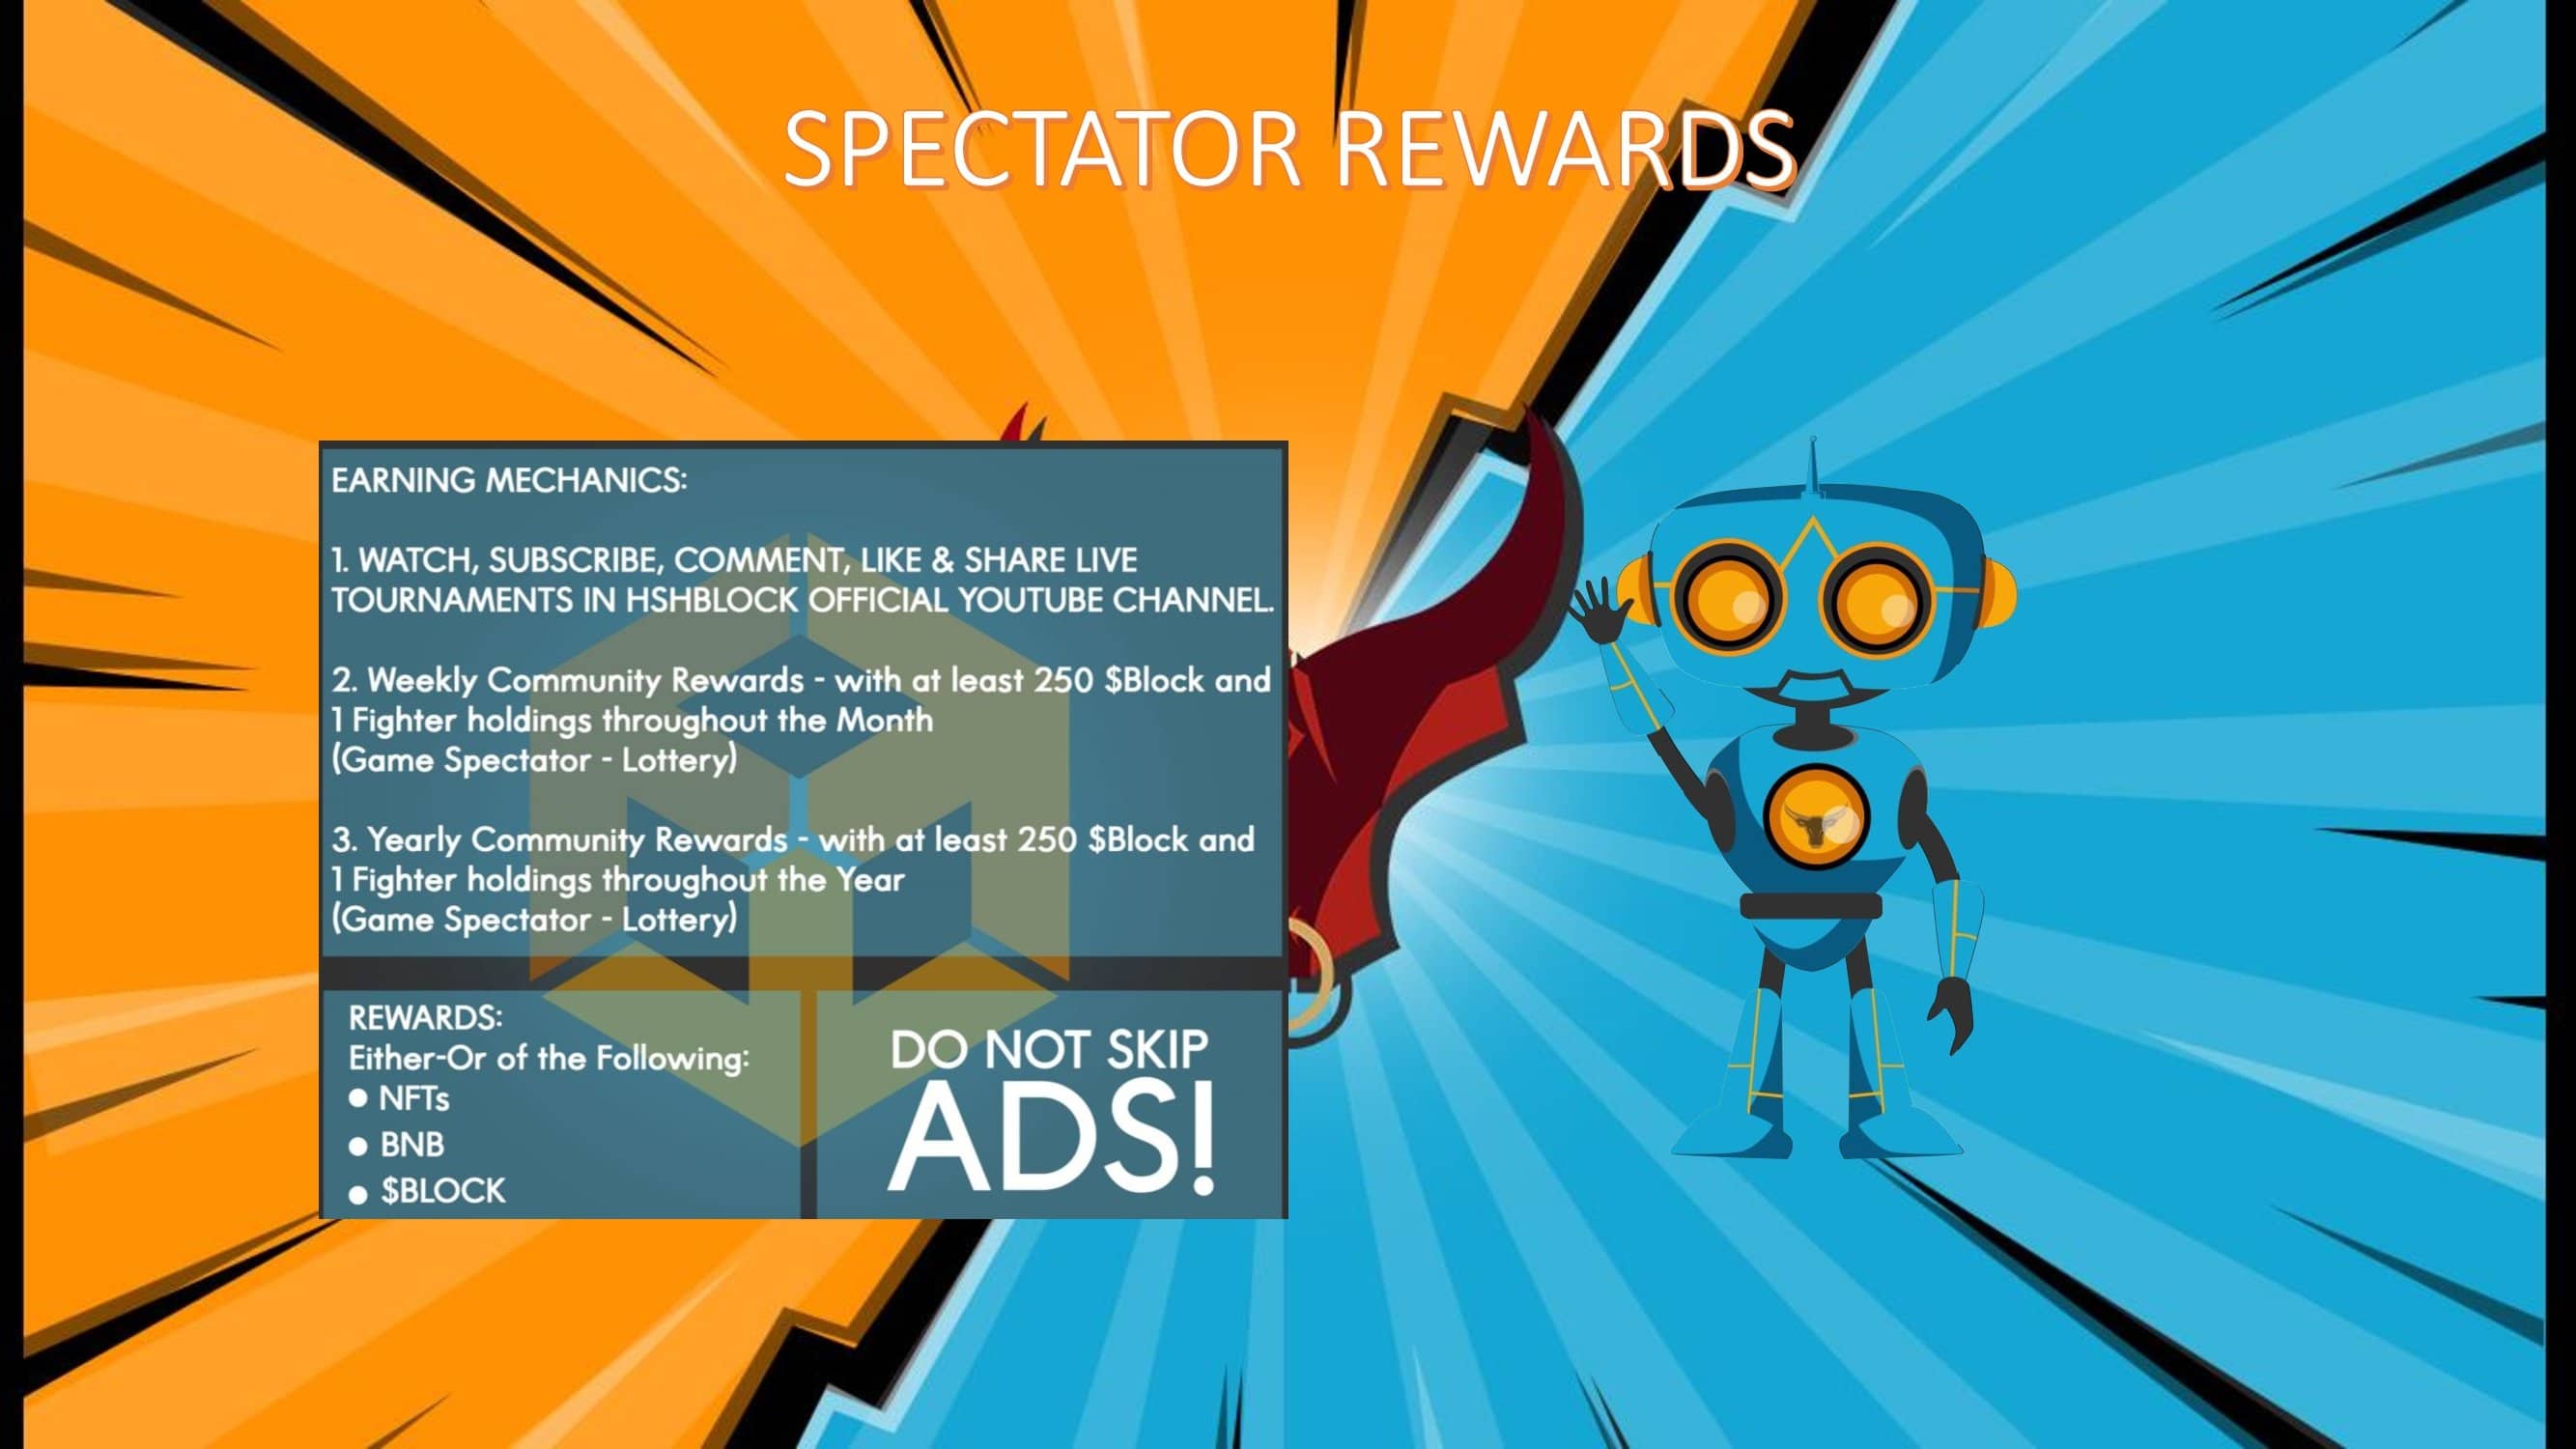 SPECTATOR REWARDS
EARNING MECHANICS:
1. WATCH, SUBSCRIBE, COMMENT, LIKE & SHARE LIVE
TOURNAMENTS IN HSHBLOCK OFFICIAL YOUTUBE CHANNEL.
2. Weekly Community Rewards - with at least 250 $Block and
1 Fighter holdings throughout the Month
(Game Spectator - Lottery)
3. Yearly Community Rewards - with at least 250 $Block and
1 Fighter holdings throughout the Year
(Game Spectator - Lottery)
REWARDS:
Either-Or of the Following:
● NFTs
● BNB
● $BLOCK
DO NOT SKIP
ADS!